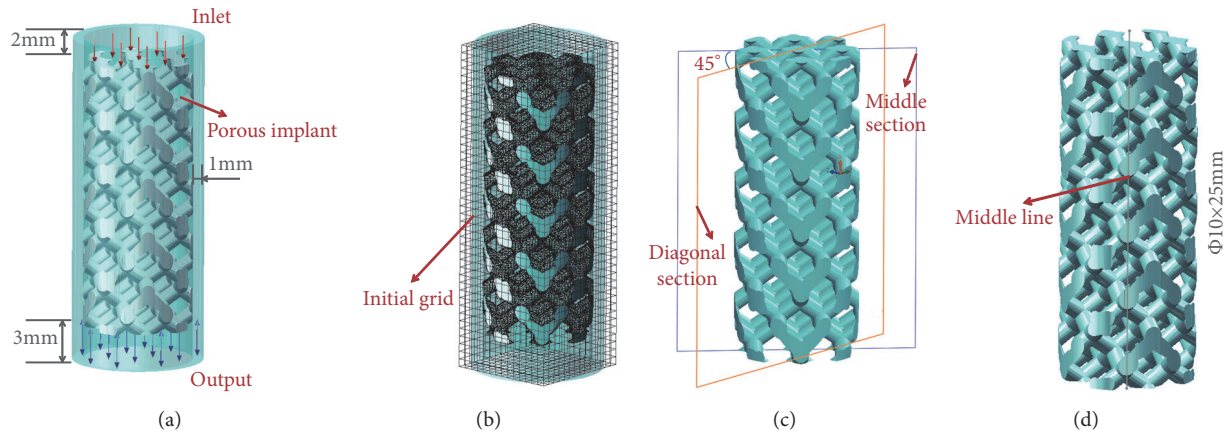 Inlet
2mm
Porous implant
1mm
3mm
Output
(a)
Initial grid
(b)
45°
Middle
section
Diagonal
section
(c)
Middle line
Φ10×25mm
(d)